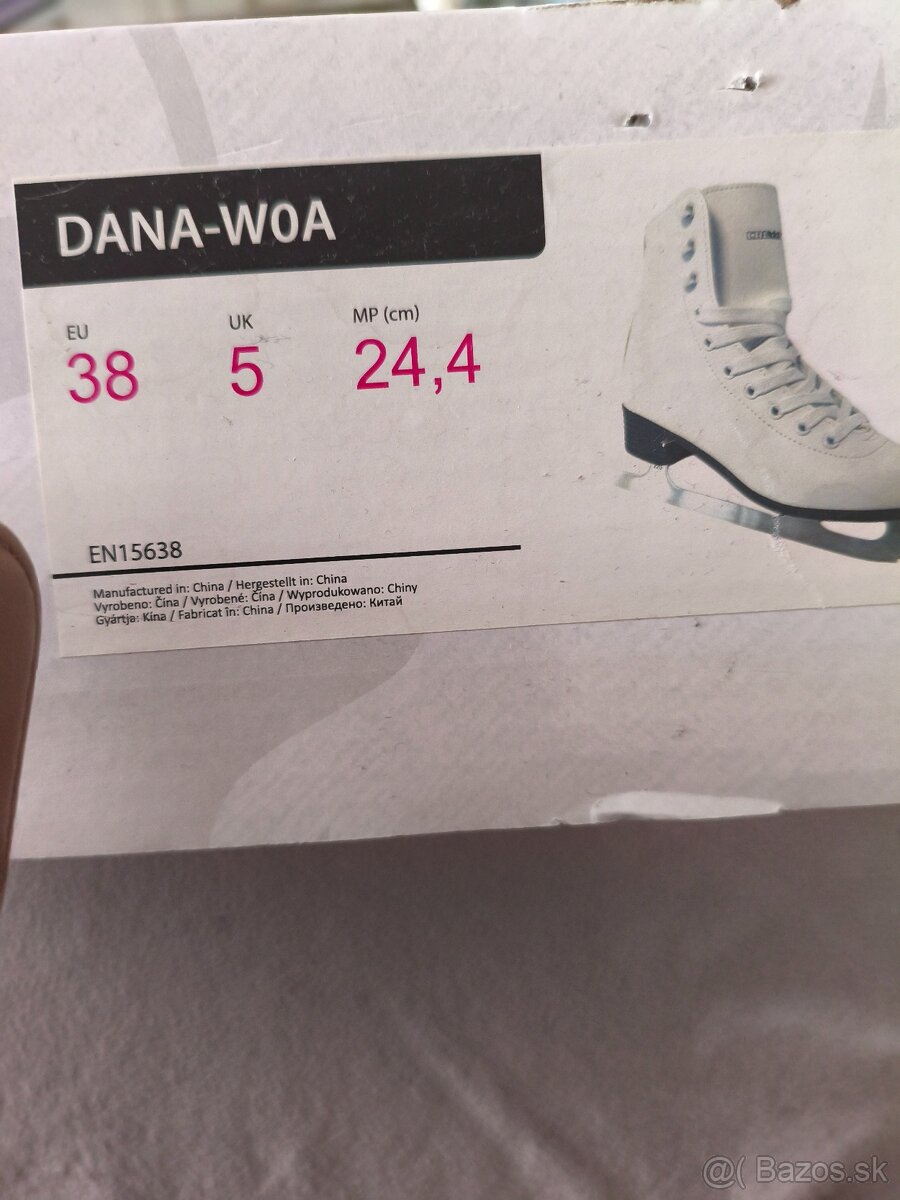 DANA-W0A
EU UK MP (cm)
38 5 24,4
EN15638
Manufactured in: China / Hergestellt in: China
Vyrobeno: Čína / Vyrobené: Čína / Wyprodukowano: Chiny
Gyártja: Kína / Fabricat în: China / Произведено: Китай
@( Bazos.sk